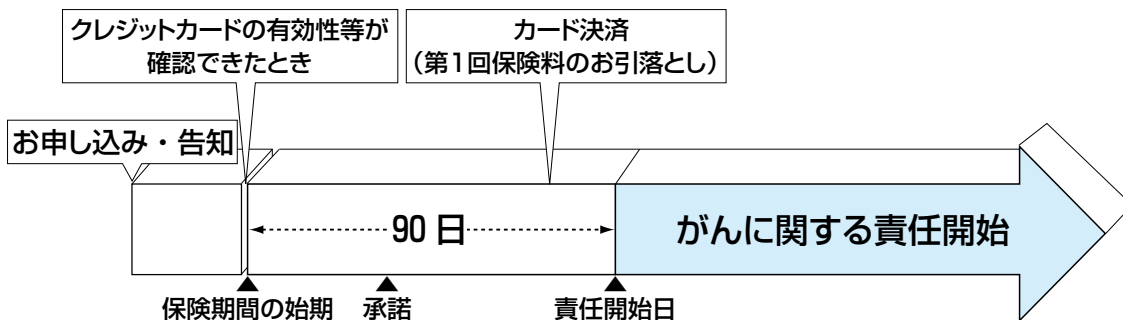 クレジットカードの有効性等が
確認できたとき
カード決済
（第1回保険料のお引落とし）
お申し込み・告知
90日
がんに関する責任開始
保険期間の始期
承諾
責任開始日